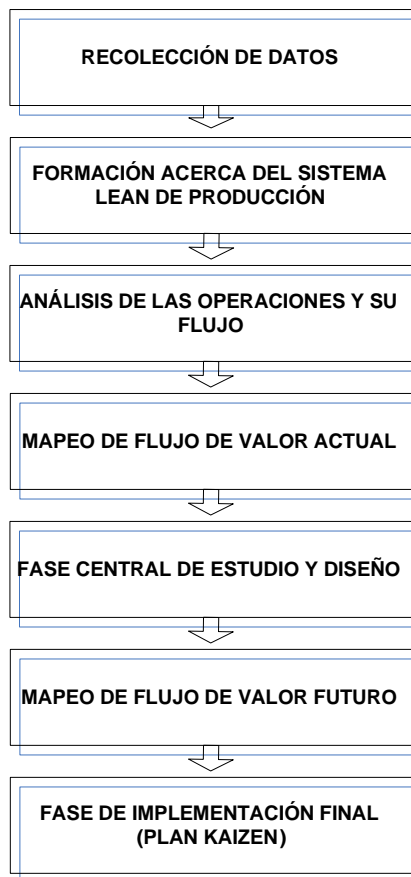 RECOLECCIÓN DE DATOS
FORMACIÓN ACERCA DEL SISTEMA
LEAN DE PRODUCCIÓN
ANÁLISIS DE LAS OPERACIONES Y SU
FLUJO
MAPEO DE FLUJO DE VALOR ACTUAL
FASE CENTRAL DE ESTUDIO Y DISEÑO
MAPEO DE FLUJO DE VALOR FUTURO
FASE DE IMPLEMENTACIÓN FINAL
(PLAN KAIZEN)